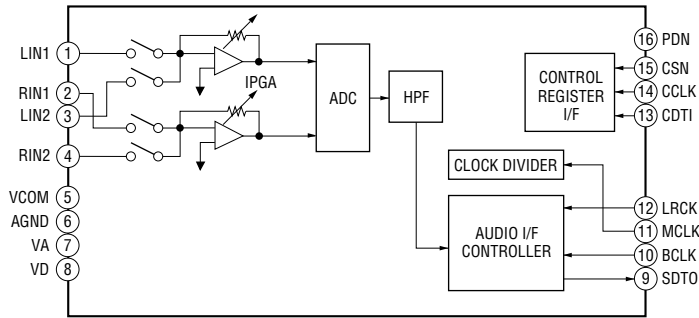 LIN1 1
RIN1 2
LIN2 3
RIN2 4
VCOM 5
AGND 6
VA 7
VD 8
IPGA
ADC
HPF
CONTROL
REGISTER
I/F
CLOCK DIVIDER
AUDIO I/F
CONTROLLER
16 PDN
15 CSN
14 CCLK
13 CDTI
12 LRCK
11 MCLK
10 BCLK
9 SDTO